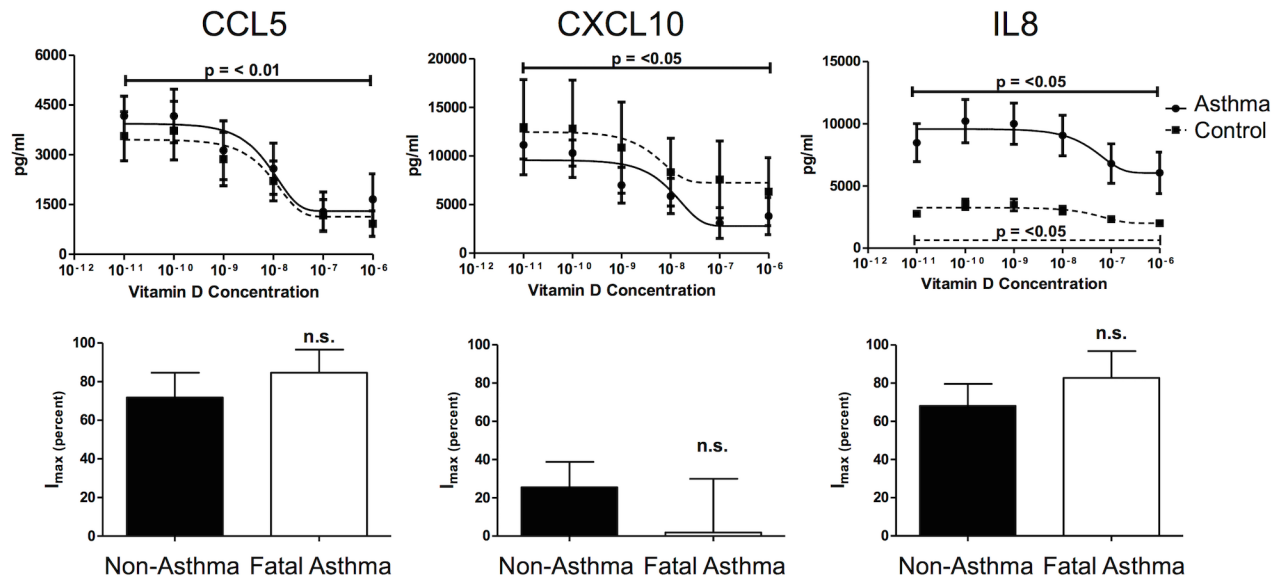 CCL5
CXCL10
IL8
6000
4500
3000
1500
0
pg/ml
p = < 0.01
10-12 10-11 10-10 10-9 10-8 10-7 10-6
Vitamin D Concentration
20000
15000
10000
5000
0
pg/ml
p = <0.05
10-12 10-11 10-10 10-9 10-8 10-7 10-6
Vitamin D Concentration
15000
10000
5000
0
pg/ml
p = <0.05
p = <0.05
10-12 10-11 10-10 10-9 10-8 10-7 10-6
Vitamin D Concentration
Asthma
Control
100
80
60
40
20
0
Imax (percent)
n.s.
Non-Asthma Fatal Asthma
100
80
60
40
20
0
Imax (percent)
n.s.
Non-Asthma Fatal Asthma
100
80
60
40
20
0
Imax (percent)
n.s.
Non-Asthma Fatal Asthma